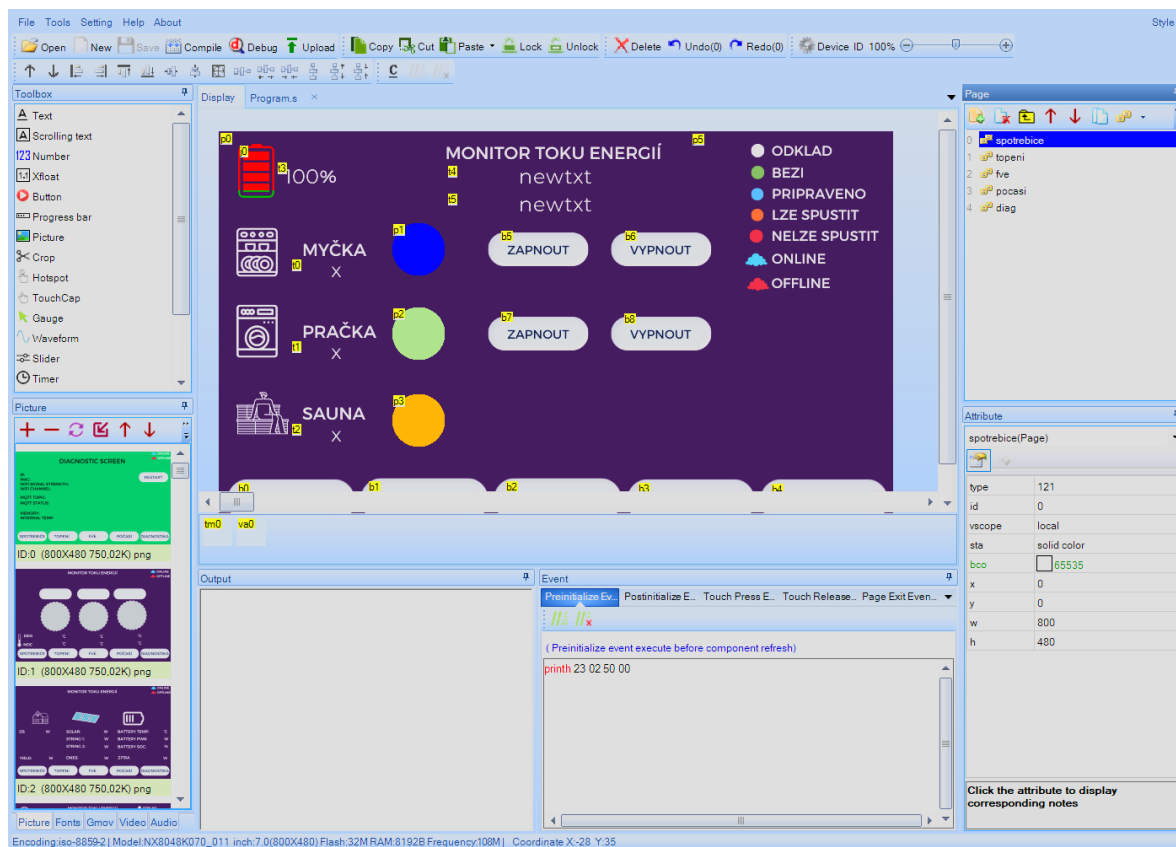 File Tools Setting Help About Style
Open New Save Compile Debug Upload Copy Cut Paste Lock Unlock Delete Undo(0) Redo(0) Device ID 100%
Toolbox
A Text
A Scrolling text
123 Number
1.1 Xfloat
Button
Progress bar
Picture
Crop
Hotspot
TouchCap
Gauge
Waveform
Slider
Timer
Display Program.s
p0
j0
t3
100%
MONITOR TOKU ENERGIÍ
p5
t4
newtxt
t5
newtxt
ODKLAD
BEZI
PRIPRAVENO
LZE SPUSTIT
NELZE SPUSTIT
ONLINE
OFFLINE
MYČKA
t0
X
p1
b5
ZAPNOUT
b6
VYPNOUT
PRAČKA
t1
X
p2
b7
ZAPNOUT
b8
VYPNOUT
SAUNA
t2
X
p3
b0 b1 b2 b3 b4
tm0 va0
Page
0 spotrebice
1 topeni
2 fve
3 pocasi
4 diag
Picture
DIAGNOSTIC SCREEN
RESTART
ID:0 (800X480 750,02K) png
MONITOR TOKU ENERGIÍ
ID:1 (800X480 750,02K) png
MONITOR TOKU ENERGIÍ
ID:2 (800X480 750,02K) png
Picture Fonts Gmov Video Audio
Output
Event
Preinitialize Ev... Postinitialize E... Touch Press E... Touch Release... Page Exit Even...
( Preinitialize event execute before component refresh)
printh 23 02 50 00
Attribute
spotrebice(Page)
type 121
id 0
vscope local
sta solid color
bco 65535
x 0
y 0
w 800
h 480
Click the attribute to display
corresponding notes
Encoding:iso-8859-2 | Model:NX8048K070_011 inch:7.0(800X480) Flash:32M RAM:8192B Frequency:108M | Coordinate X:-28 Y:35